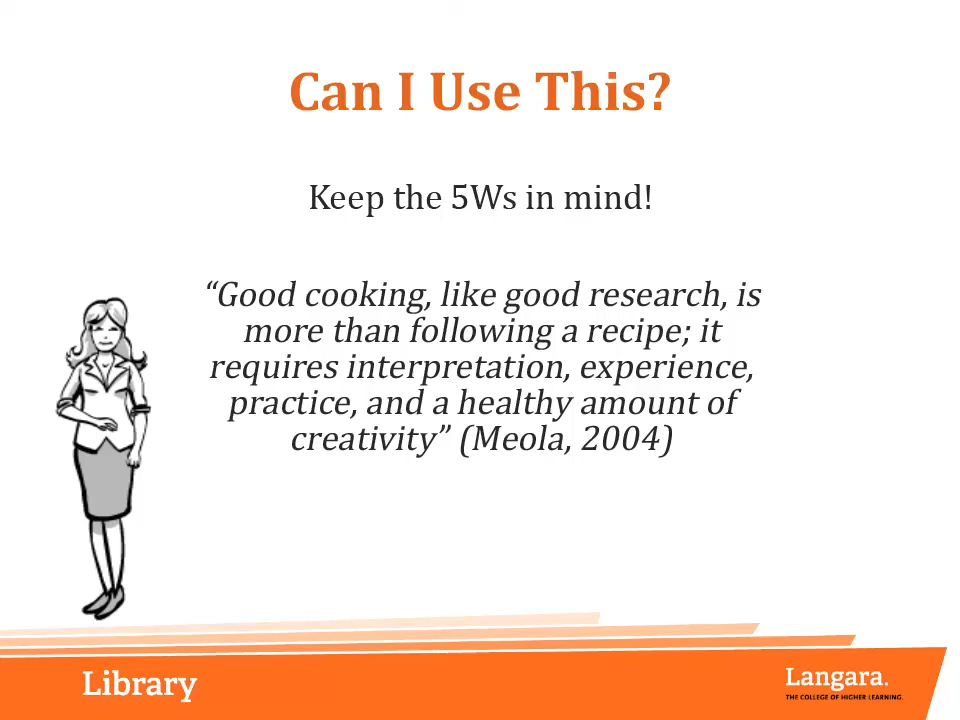 Can I Use This?
Keep the 5Ws in mind!
“Good cooking, like good research, is
more than following a recipe; it
requires interpretation, experience,
practice, and a healthy amount of
creativity” (Meola, 2004)
Library
Langara.
THE COLLEGE OF HIGHER LEARNING.